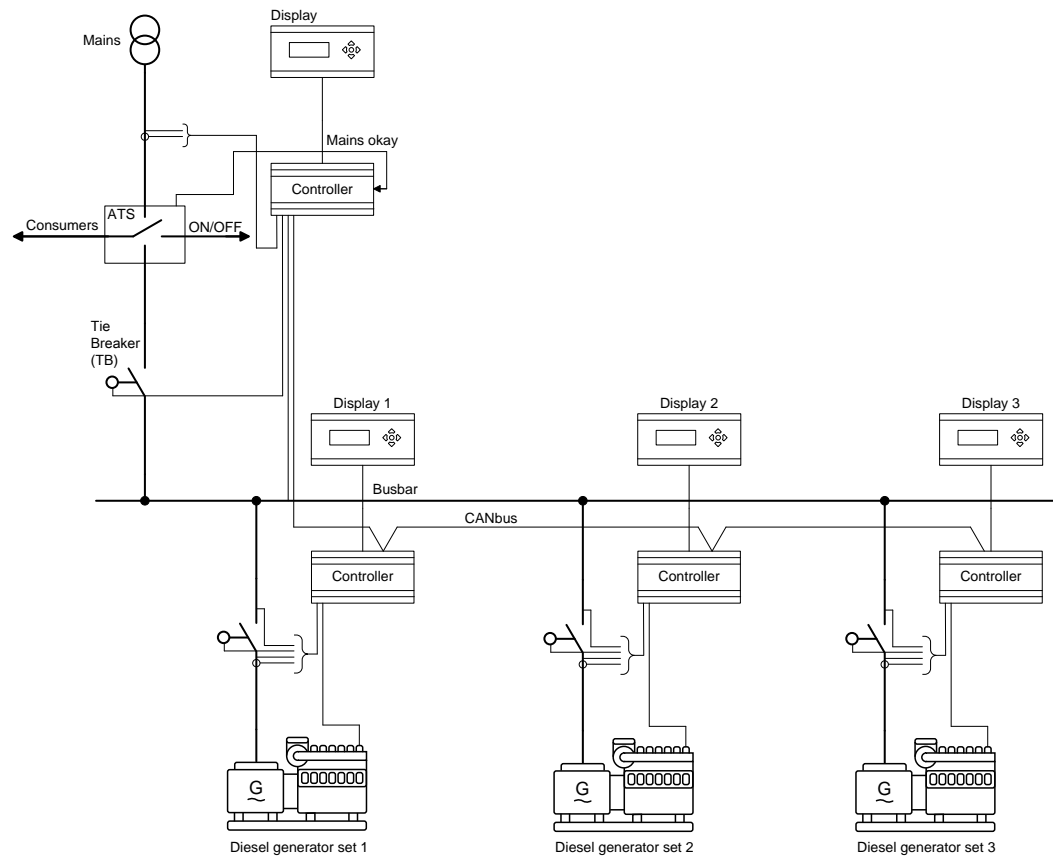 Display
Mains
Mains okay
Controller
ATS
Consumers
ON/OFF
Tie
Breaker
(TB)
Display 1
Display 2
Display 3
Busbar
CANbus
Controller
Controller
Controller
G
G
G
Diesel generator set 1
Diesel generator set 2
Diesel generator set 3